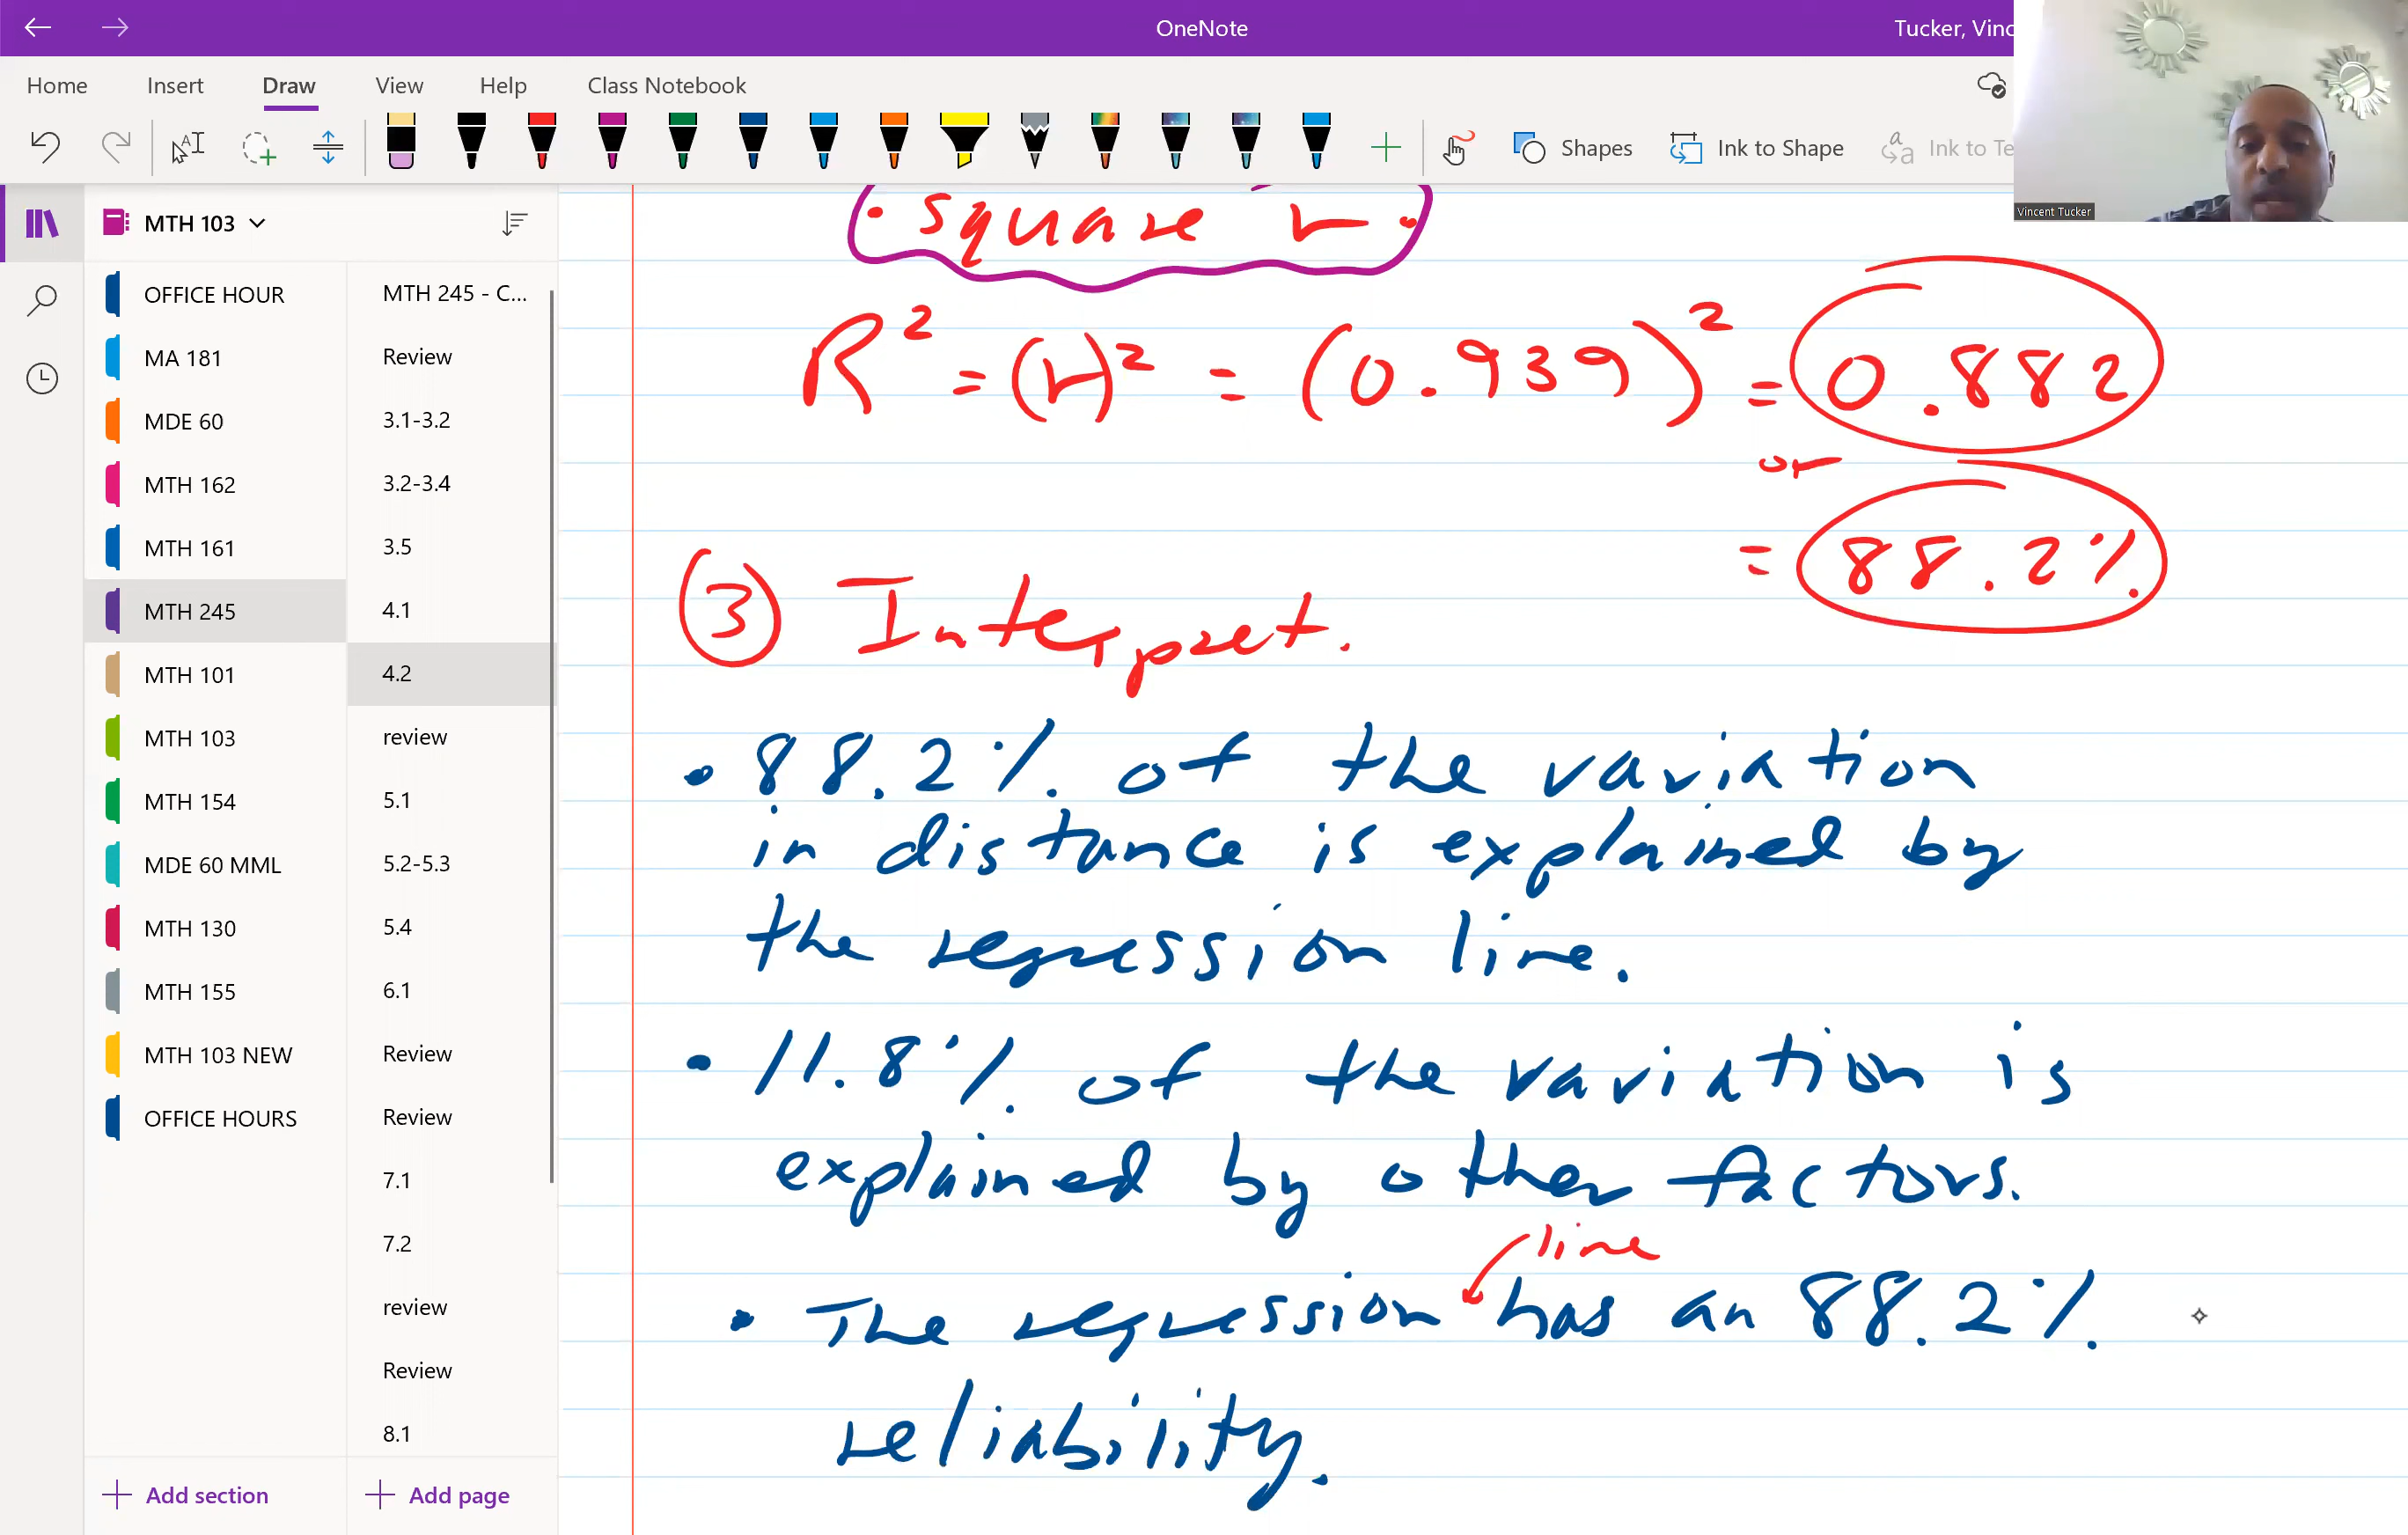 OneNote
Tucker, Vinc
Home Insert Draw View Help Class Notebook
Shapes Ink to Shape Ink to Te
Vincent Tucker
MTH 103
OFFICE HOUR
MA 181
MDE 60
MTH 162
MTH 161
MTH 245
MTH 101
MTH 103
MTH 154
MDE 60 MML
MTH 130
MTH 155
MTH 103 NEW
OFFICE HOURS
Add section
MTH 245 - C...
Review
3.1-3.2
3.2-3.4
3.5
4.1
4.2
review
5.1
5.2-5.3
5.4
6.1
Review
Review
7.1
7.2
review
Review
8.1
Add page
· square r ·
R² = (r)² = (0.939)² = 0.882
or
= 88.2%
③ Interpret.
• 88.2% of the variation
in distance is explained by
the regression line.
• 11.8% of the variation is
explained by other factors.
line
• The regression has an 88.2%
reliability.